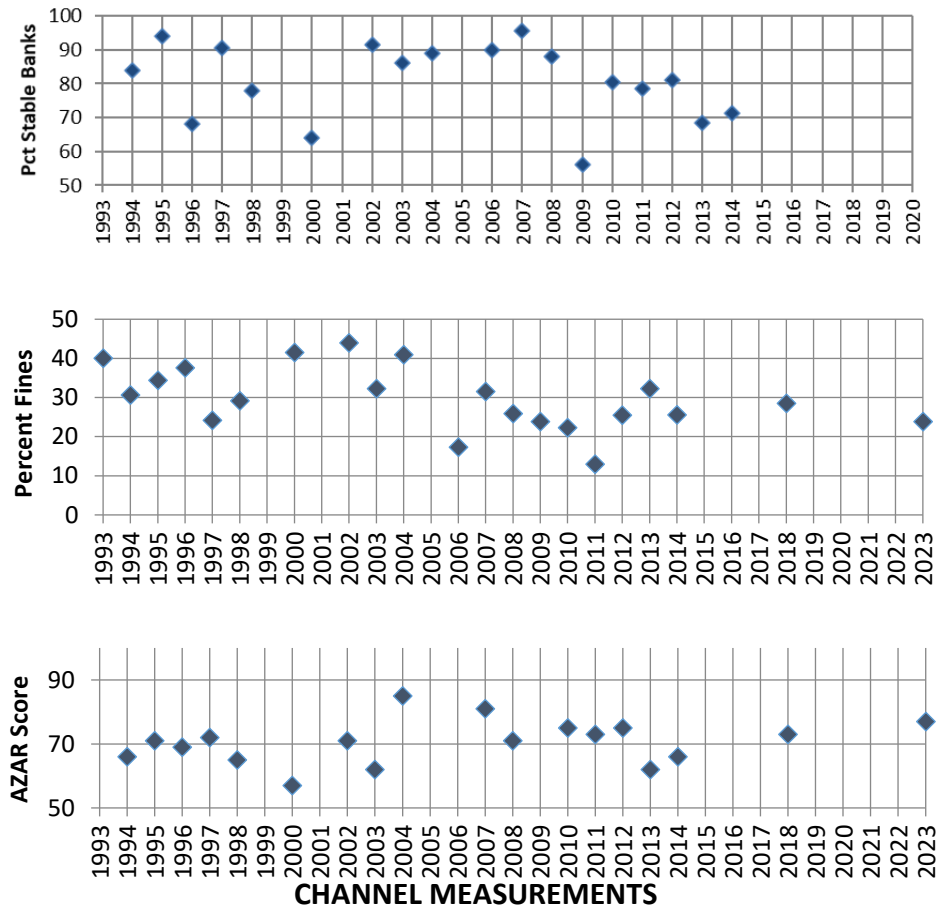 Pct Stable Banks
100
90
80
70
60
50
1993 1994 1995 1996 1997 1998 1999 2000 2001 2002 2003 2004 2005 2006 2007 2008 2009 2010 2011 2012 2013 2014 2015 2016 2017 2018 2019 2020
Percent Fines
50
40
30
20
10
0
1993 1994 1995 1996 1997 1998 1999 2000 2001 2002 2003 2004 2005 2006 2007 2008 2009 2010 2011 2012 2013 2014 2015 2016 2017 2018 2020 2021 2022 2023
AZAR Score
90
70
50
1993 1994 1995 1996 1997 1998 1999 2000 2001 2002 2003 2004 2005 2007 2008 2009 2010 2011 2012 2013 2014 2015 2016 2017 2018 2019 2020 2021 2022 2023
CHANNEL MEASUREMENTS